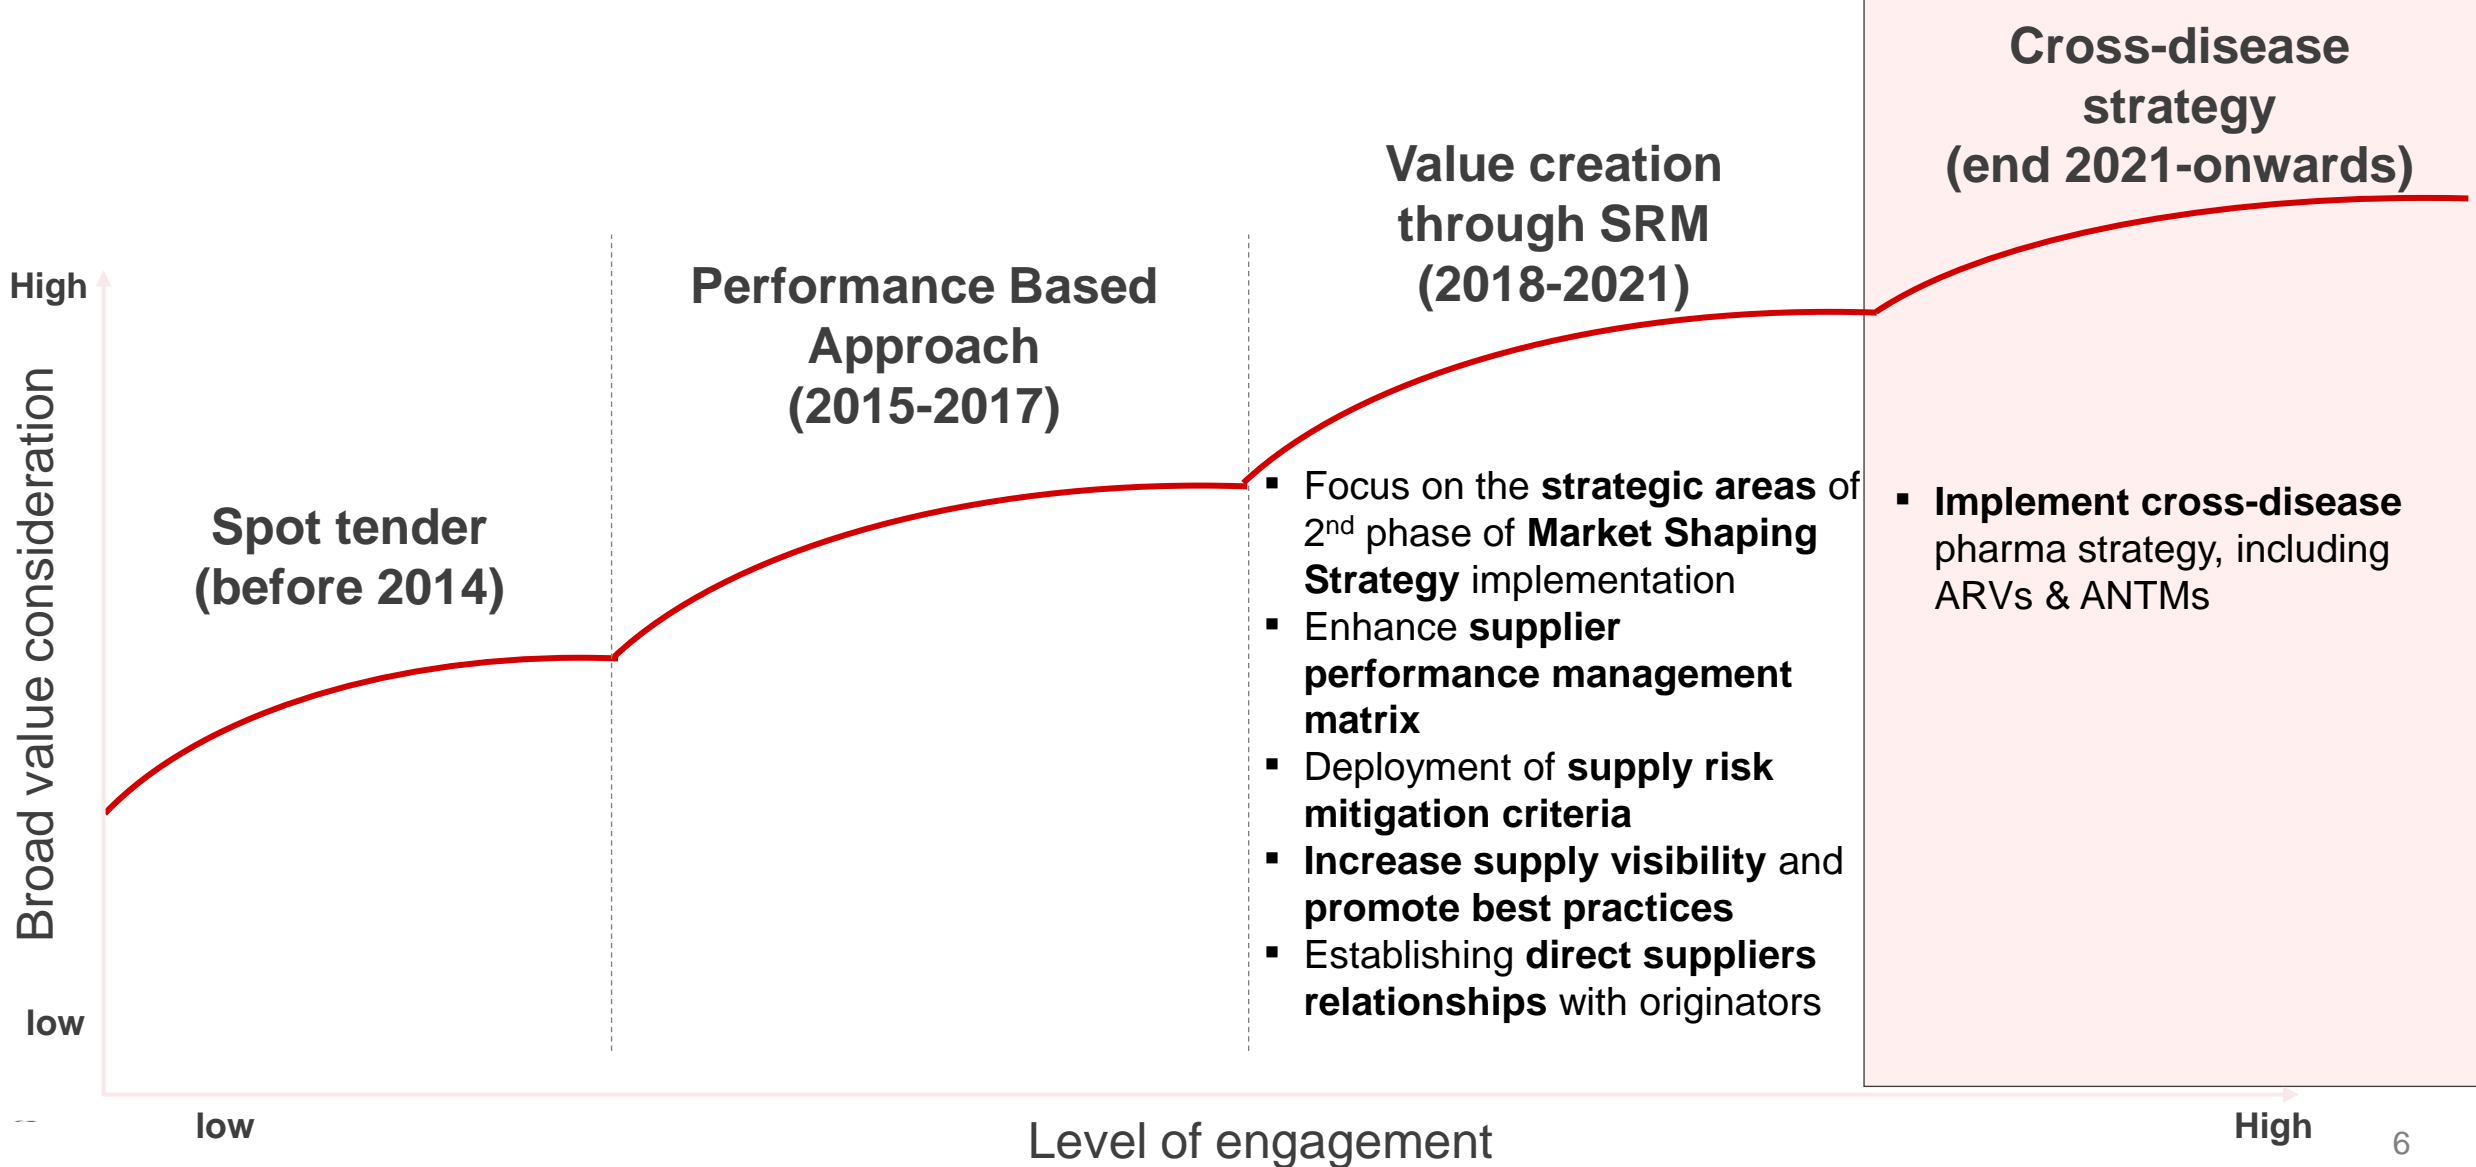 Cross-disease
strategy
(end 2021-onwards)
Value creation
through SRM
(2018-2021)
Performance Based
Approach
(2015-2017)
Spot tender
(before 2014)
High
Broad value consideration
low
▪ Focus on the strategic areas of
2nd phase of Market Shaping
Strategy implementation
▪ Enhance supplier
performance management
matrix
▪ Deployment of supply risk
mitigation criteria
▪ Increase supply visibility and
promote best practices
▪ Establishing direct suppliers
relationships with originators
▪ Implement cross-disease
pharma strategy, including
ARVs & ANTMs
low
Level of engagement
High
6